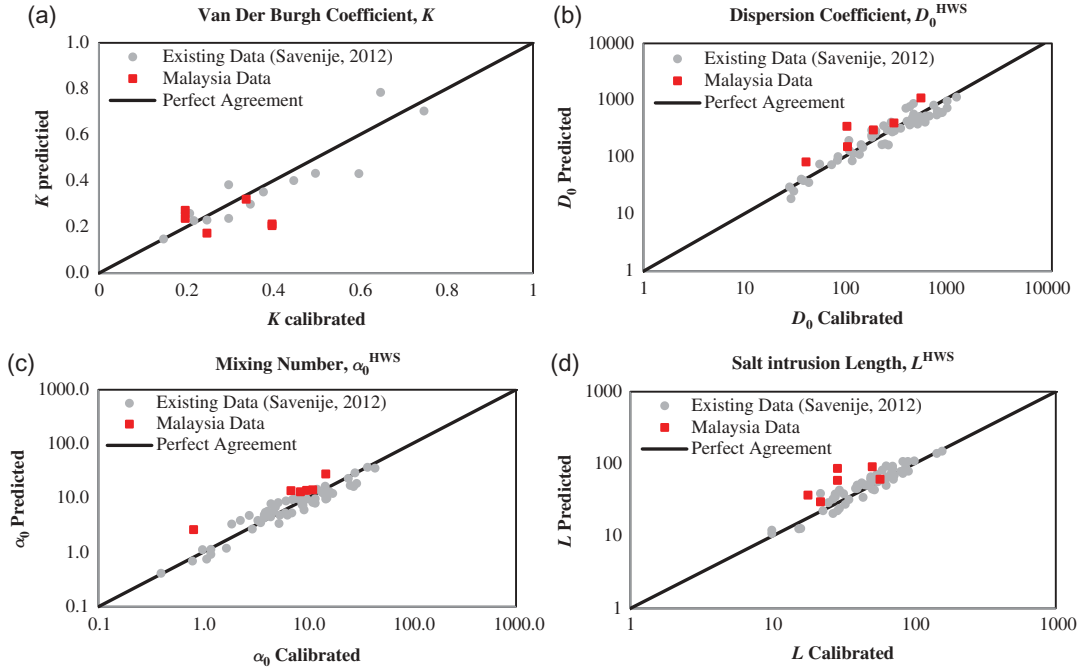 (a)
Van Der Burgh Coefficient, K
1.0
0.8
0.6
0.4
0.2
0.0
K predictied
Existing Data (Savenije, 2012)
Malaysia Data
Perfect Agreement
0 0.2 0.4 0.6 0.8 1
K calibrated
(b)
Dispersion Coefficient, D₀ᴴᵂˢ
10000
1000
100
10
1
D₀ Predicted
Existing Data (Savenije, 2012)
Malaysia Data
Perfect Agreement
1 10 100 1000 10000
D₀ Calibrated
(c)
Mixing Number, α₀ᴴᵂˢ
1000.0
100.0
10.0
1.0
0.1
α₀ Predicted
Existing Data (Savenije, 2012)
Malaysia Data
Perfect Agreement
0.1 1.0 10.0 100.0 1000.0
α₀ Calibrated
(d)
Salt intrusion Length, Lᴴᵂˢ
1000
100
10
1
L Predicted
Existing Data (Savenije, 2012)
Malaysia Data
Perfect Agreement
1 10 100 1000
L Calibrated